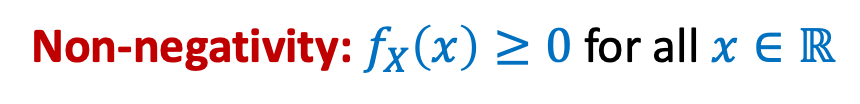 Non-negativity: f_X(x) ≥ 0 for all x ∈ ℝ